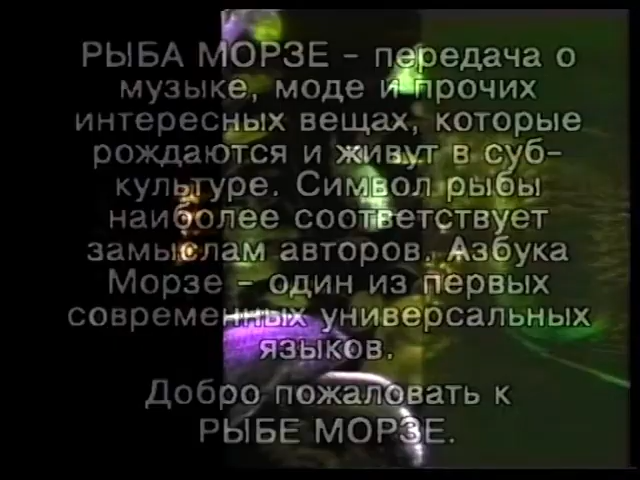 РЫБА МОРЗЕ – передача о
музыке, моде и прочих
интересных вещах, которые
рождаются и живут в суб–
культуре. Символ рыбы
наиболее соответствует
замыслам авторов. Азбука
Морзе – один из первых
современных универсальных
языков.
Добро пожаловать к
РЫБЕ МОРЗЕ.